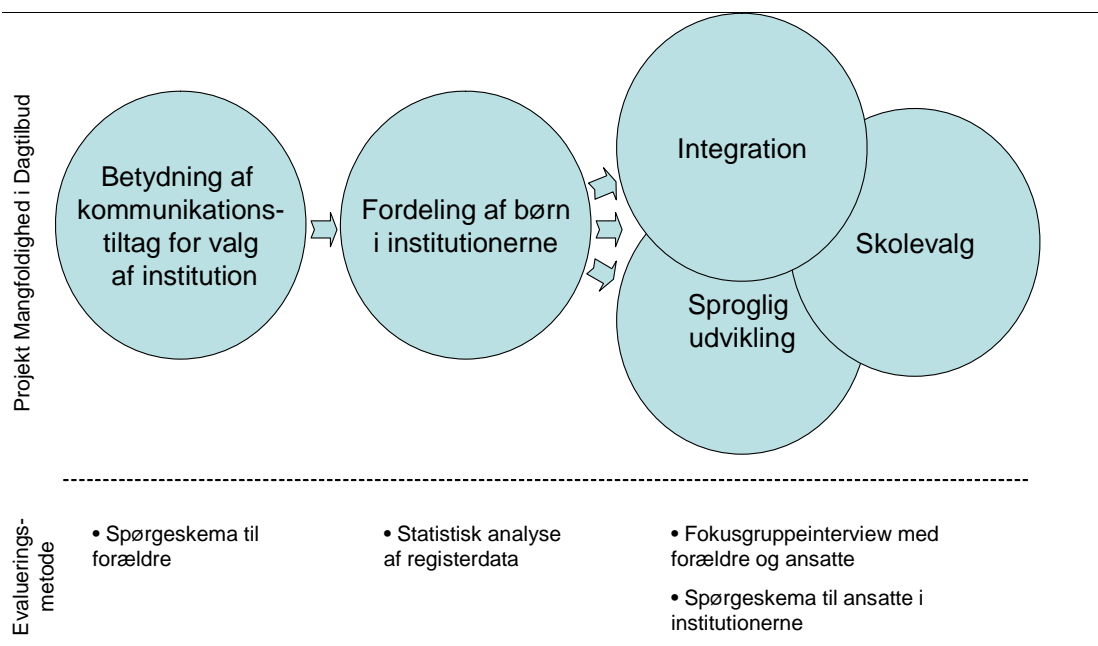 Projekt Mangfoldighed i Dagtilbud
Betydning af
kommunikations-
tiltag for valg
af institution
Fordeling af børn
i institutionerne
Integration
Skolevalg
Sproglig
udvikling
Evaluerings-
metode
• Spørgeskema til
forældre
• Statistisk analyse
af registerdata
• Fokusgruppeinterview med
forældre og ansatte
• Spørgeskema til ansatte i
institutionerne